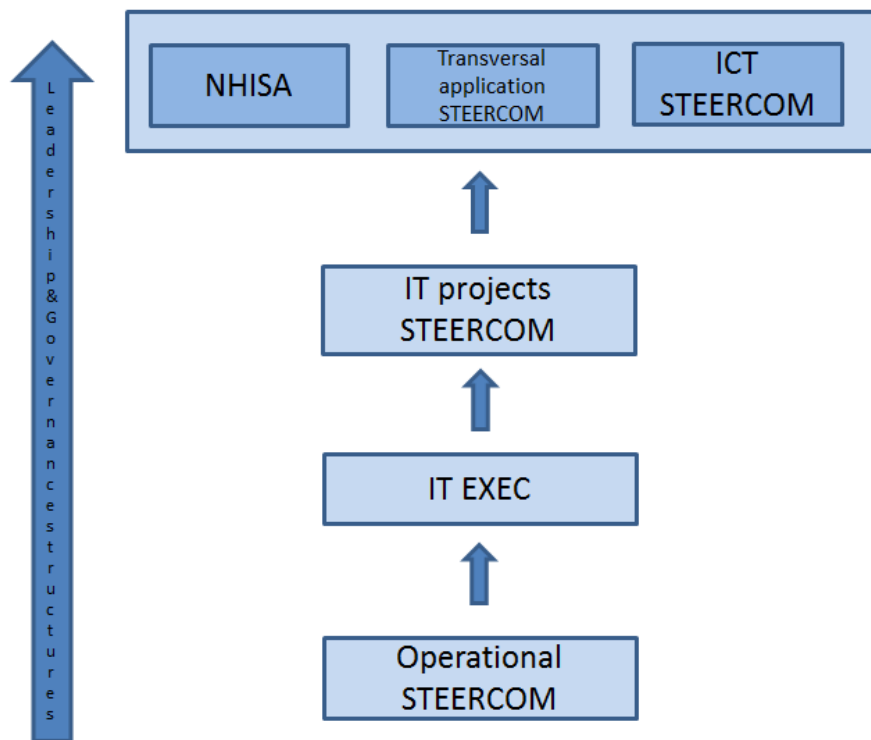 Leadership&Governancestructures
NHISA
Transversal
application
STEERCOM
ICT
STEERCOM
IT projects
STEERCOM
IT EXEC
Operational
STEERCOM